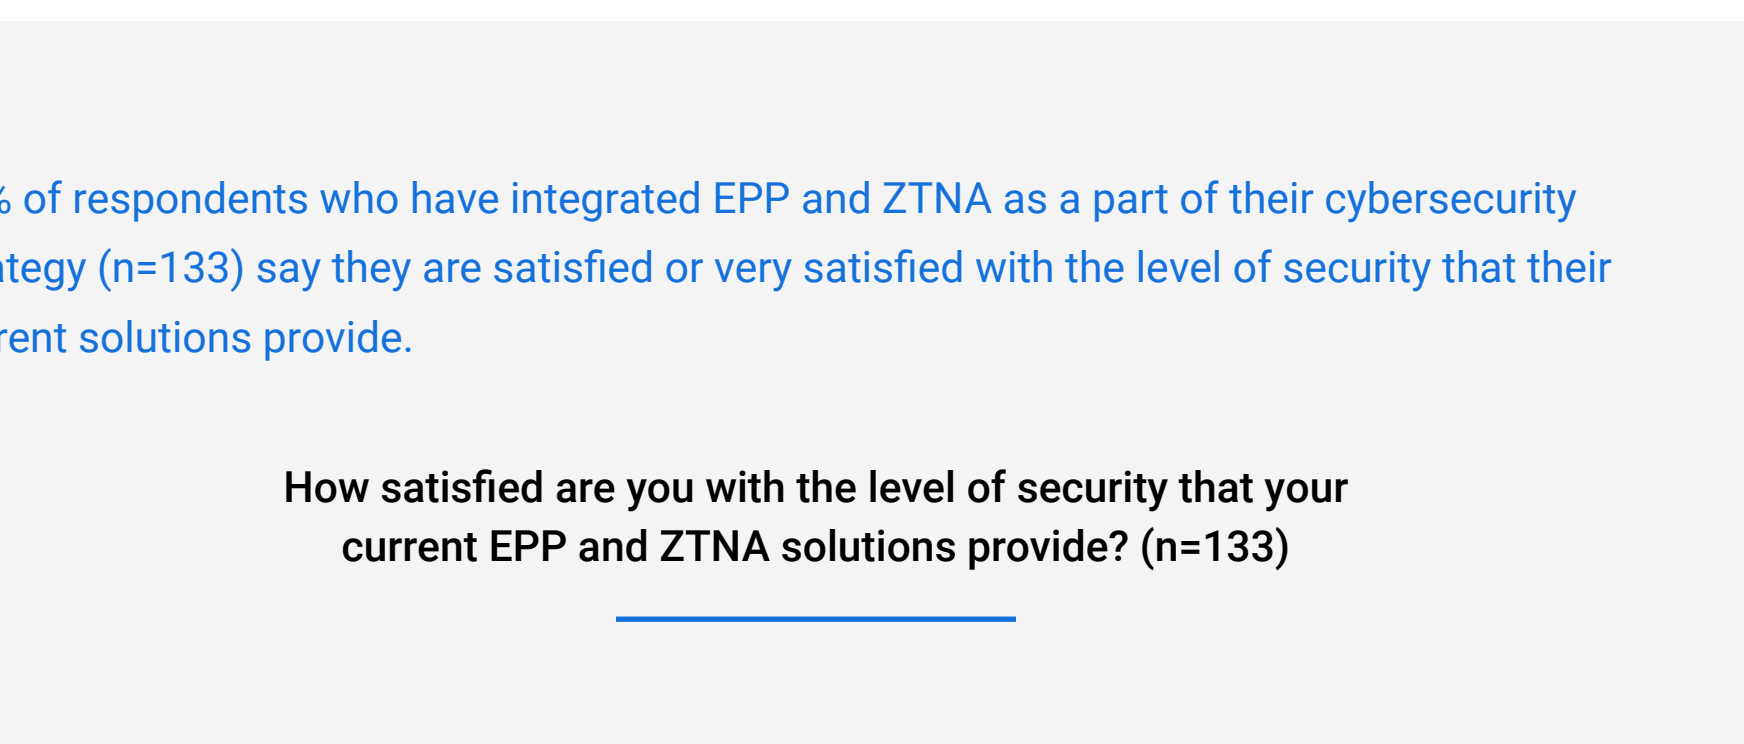 % of respondents who have integrated EPP and ZTNA as a part of their cybersecurity
ategy (n=133) say they are satisfied or very satisfied with the level of security that their
rent solutions provide.
How satisfied are you with the level of security that your
current EPP and ZTNA solutions provide? (n=133)